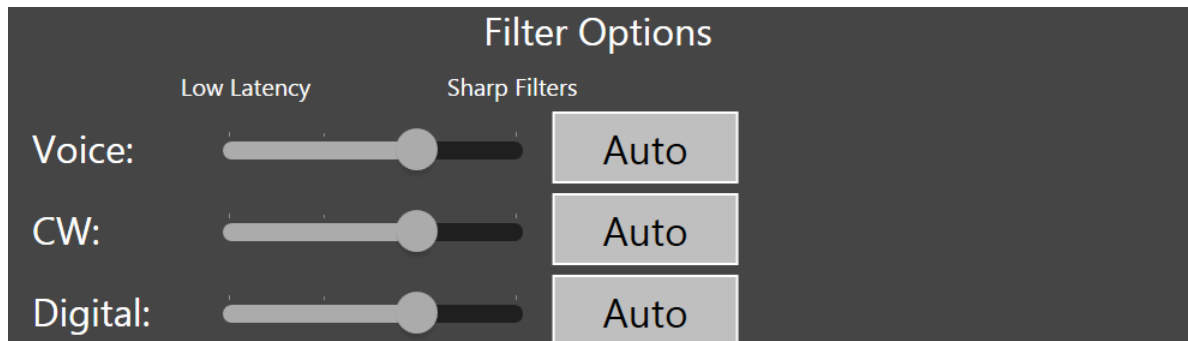 Filter Options
Low Latency Sharp Filters
Voice: Auto
CW: Auto
Digital: Auto